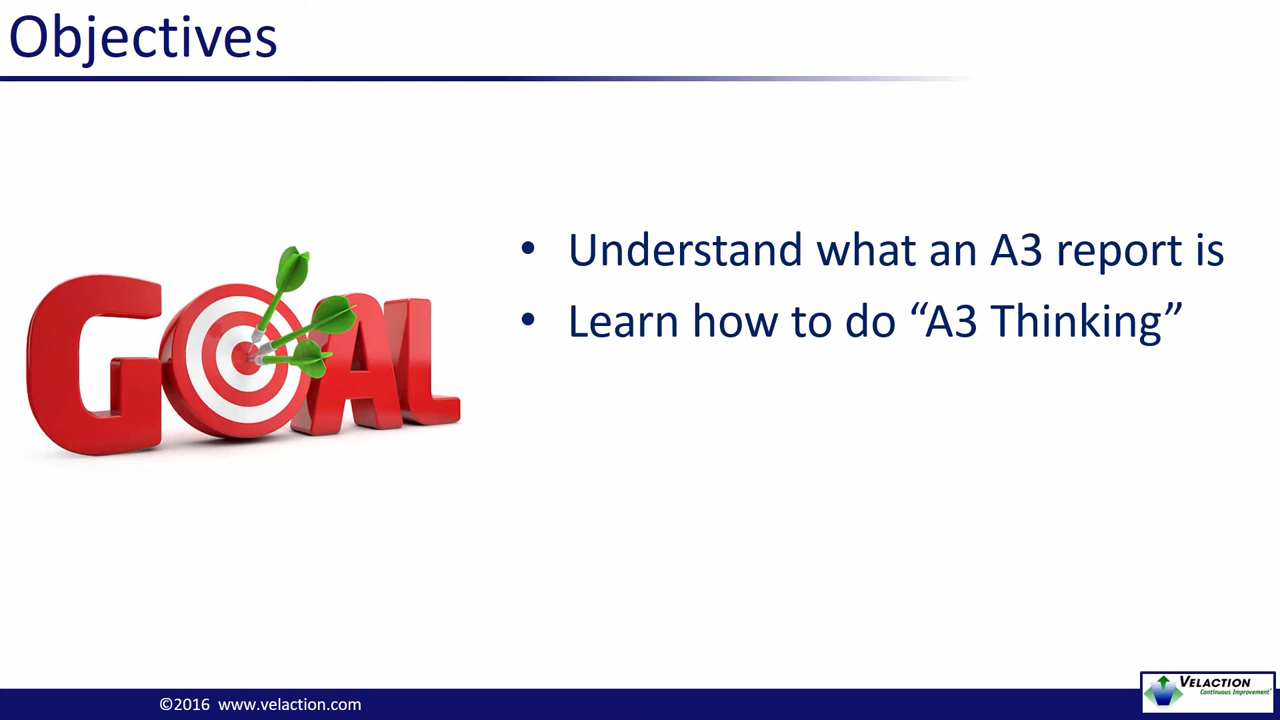 Objectives
GOAL
• Understand what an A3 report is
• Learn how to do “A3 Thinking”
©2016 www.velaction.com
VELACTION
Continuous Improvement